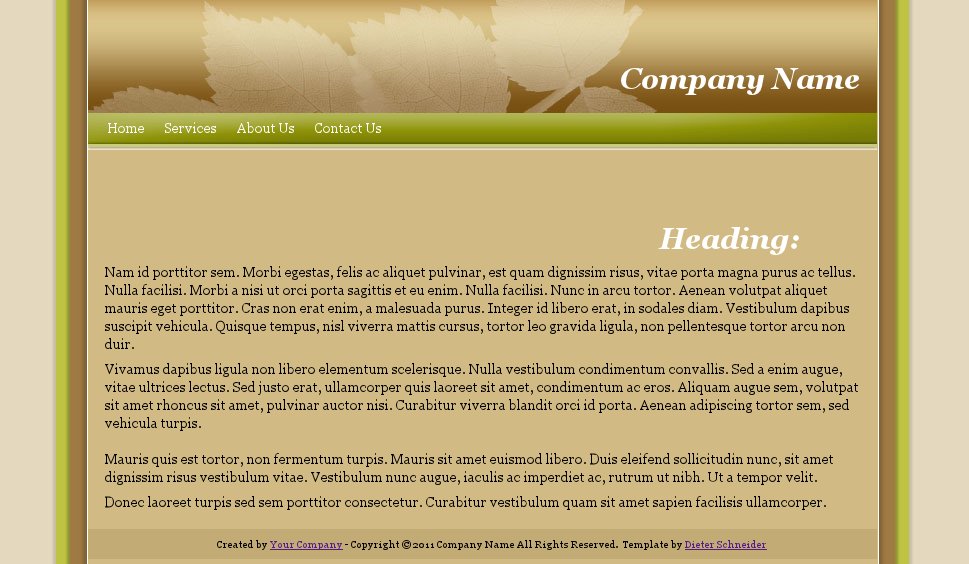 Company Name
Home Services About Us Contact Us
Heading:
Nam id porttitor sem. Morbi egestas, felis ac aliquet pulvinar, est quam dignissim risus, vitae porta magna purus ac tellus.
Nulla facilisi. Morbi a nisi ut orci porta sagittis et eu enim. Nulla facilisi. Nunc in arcu tortor. Aenean volutpat aliquet
mauris eget porttitor. Cras non erat enim, a malesuada purus. Integer id libero erat, in sodales diam. Vestibulum dapibus
suscipit vehicula. Quisque tempus, nisl viverra mattis cursus, tortor leo gravida ligula, non pellentesque tortor arcu non
duir.
Vivamus dapibus ligula non libero elementum scelerisque. Nulla vestibulum condimentum convallis. Sed a enim augue,
vitae ultrices lectus. Sed justo erat, ullamcorper quis laoreet sit amet, condimentum ac eros. Aliquam augue sem, volutpat
sit amet rhoncus sit amet, pulvinar auctor nisi. Curabitur viverra blandit orci id porta. Aenean adipiscing tortor sem, sed
vehicula turpis.
Mauris quis est tortor, non fermentum turpis. Mauris sit amet euismod libero. Duis eleifend sollicitudin nunc, sit amet
dignissim risus vestibulum vitae. Vestibulum nunc augue, iaculis ac imperdiet ac, rutrum ut nibh. Ut a tempor velit.
Donec laoreet turpis sed sem porttitor consectetur. Curabitur vestibulum quam sit amet sapien facilisis ullamcorper.
Created by Your Company - Copyright © 2011 Company Name All Rights Reserved. Template by Dieter Schneider